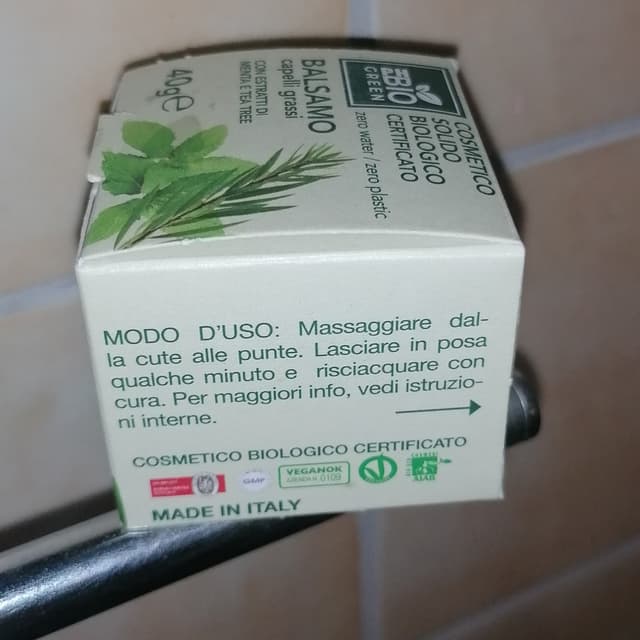 BIO
GREEN
COSMETICO
SOLIDO
BIOLOGICO
CERTIFICATO
zero water / zero plastic
BALSAMO
capelli grassi
CON ESTRATTI DI
MENTA E TEA TREE
40g℮
MODO D'USO: Massaggiare dal-
la cute alle punte. Lasciare in posa
qualche minuto e risciacquare con
cura. Per maggiori info, vedi istruzio-
ni interne.
COSMETICO BIOLOGICO CERTIFICATO
GMP
VEGANOK
AIAB
MADE IN ITALY